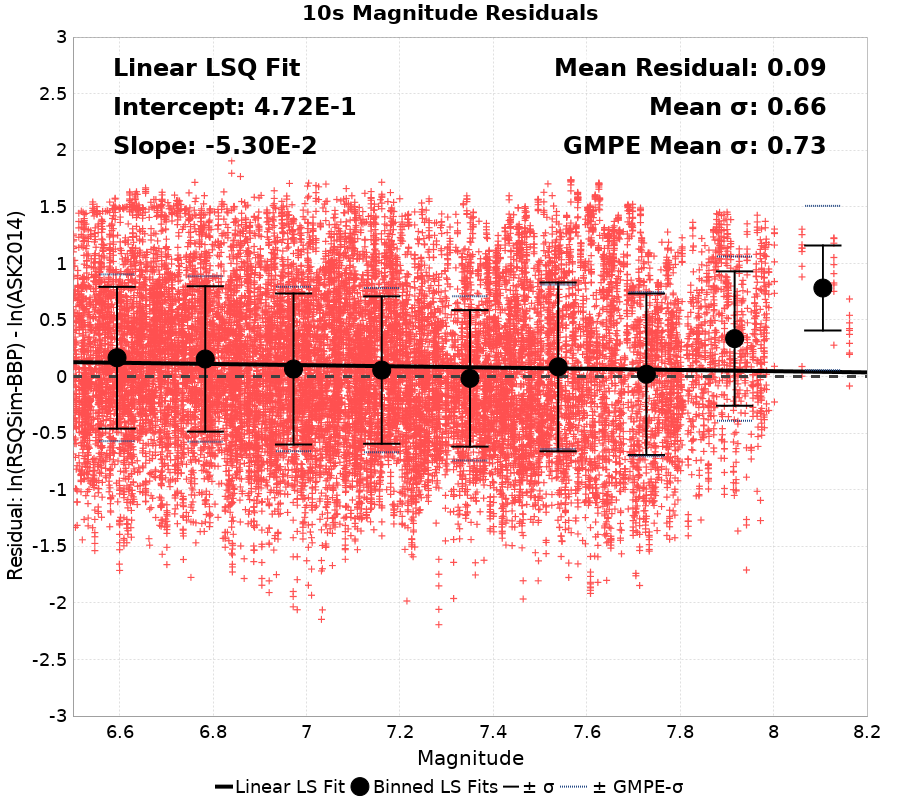 10s Magnitude Residuals
Linear LSQ Fit
Intercept: 4.72E-1
Slope: -5.30E-2
Mean Residual: 0.09
Mean σ: 0.66
GMPE Mean σ: 0.73
Residual: ln(RSQSim-BBP) - ln(ASK2014)
3
2.5
2
1.5
1
0.5
0
-0.5
-1
-1.5
-2
-2.5
-3
6.6 6.8 7 7.2 7.4 7.6 7.8 8 8.2
Magnitude
Linear LS Fit Binned LS Fits ± σ ± GMPE-σ